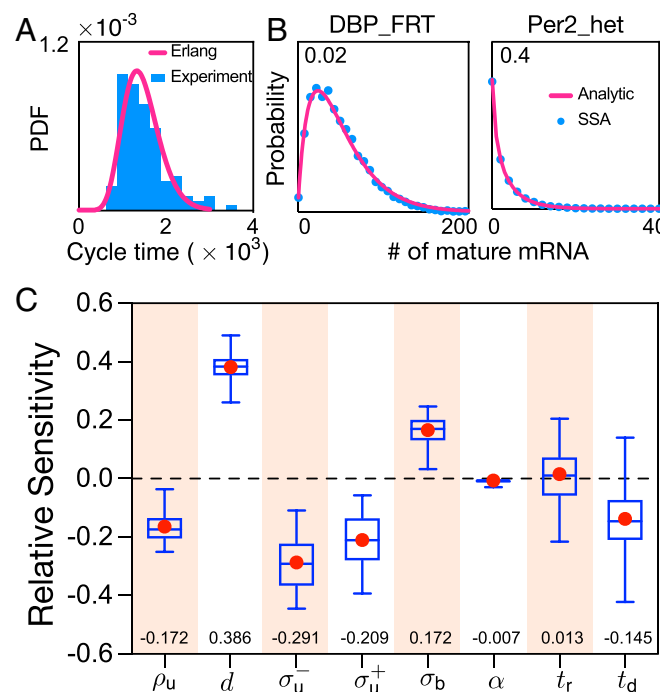 A
×10⁻³
1.2
Erlang
Experiment
PDF
0
0 2 4
Cycle time ( × 10³)
B
DBP_FRT
0.02
Probability
0 200
Per2_het
0.4
Analytic
SSA
0 40
# of mature mRNA
C
Relative Sensitivity
0.6
0.4
0.2
0.0
-0.2
-0.4
-0.6
-0.172 0.386 -0.291 -0.209 0.172 -0.007 0.013 -0.145
ρu d σu⁻ σu⁺ σb α tr td